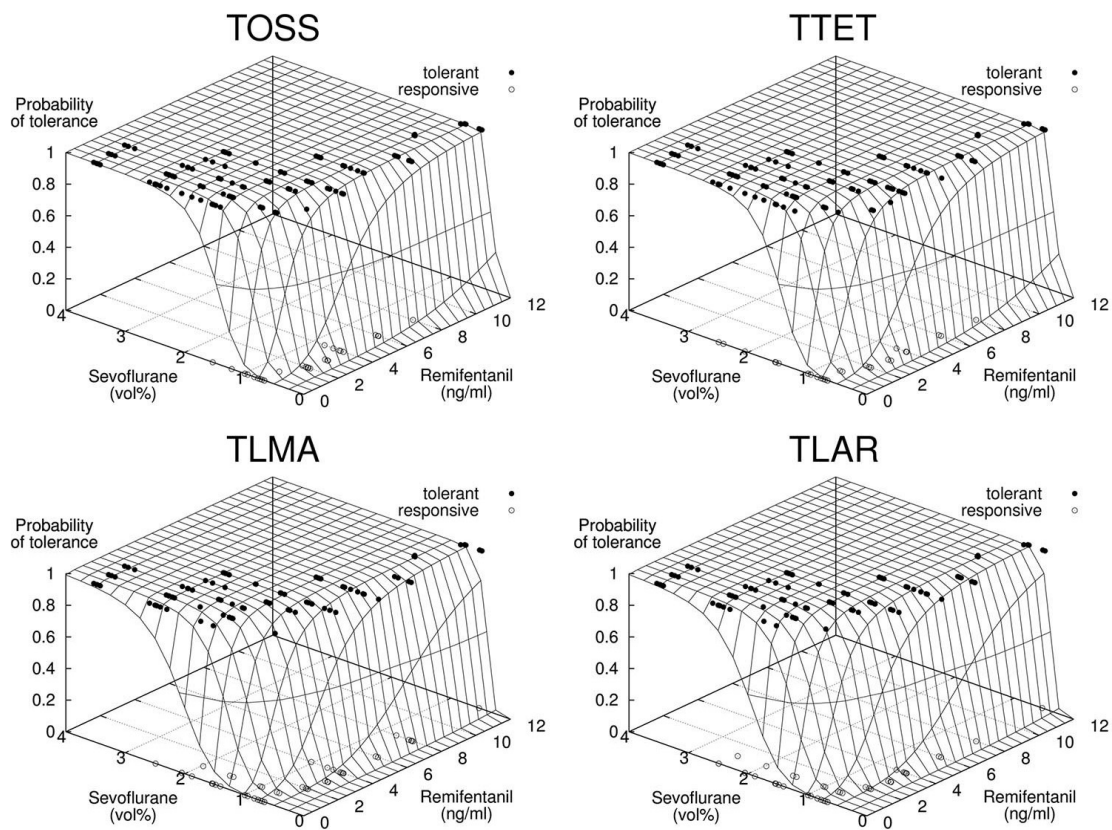 TOSS
tolerant
responsive
Probability
of tolerance
1
0.8
0.6
0.4
0.2
0
4
3
2
1
0
Sevoflurane
(vol%)
0
2
4
6
8
10
12
Remifentanil
(ng/ml)
TTET
tolerant
responsive
Probability
of tolerance
1
0.8
0.6
0.4
0.2
0
4
3
2
1
0
Sevoflurane
(vol%)
0
2
4
6
8
10
12
Remifentanil
(ng/ml)
TLMA
tolerant
responsive
Probability
of tolerance
1
0.8
0.6
0.4
0.2
0
4
3
2
1
0
Sevoflurane
(vol%)
0
2
4
6
8
10
12
Remifentanil
(ng/ml)
TLAR
tolerant
responsive
Probability
of tolerance
1
0.8
0.6
0.4
0.2
0
4
3
2
1
0
Sevoflurane
(vol%)
0
2
4
6
8
10
12
Remifentanil
(ng/ml)